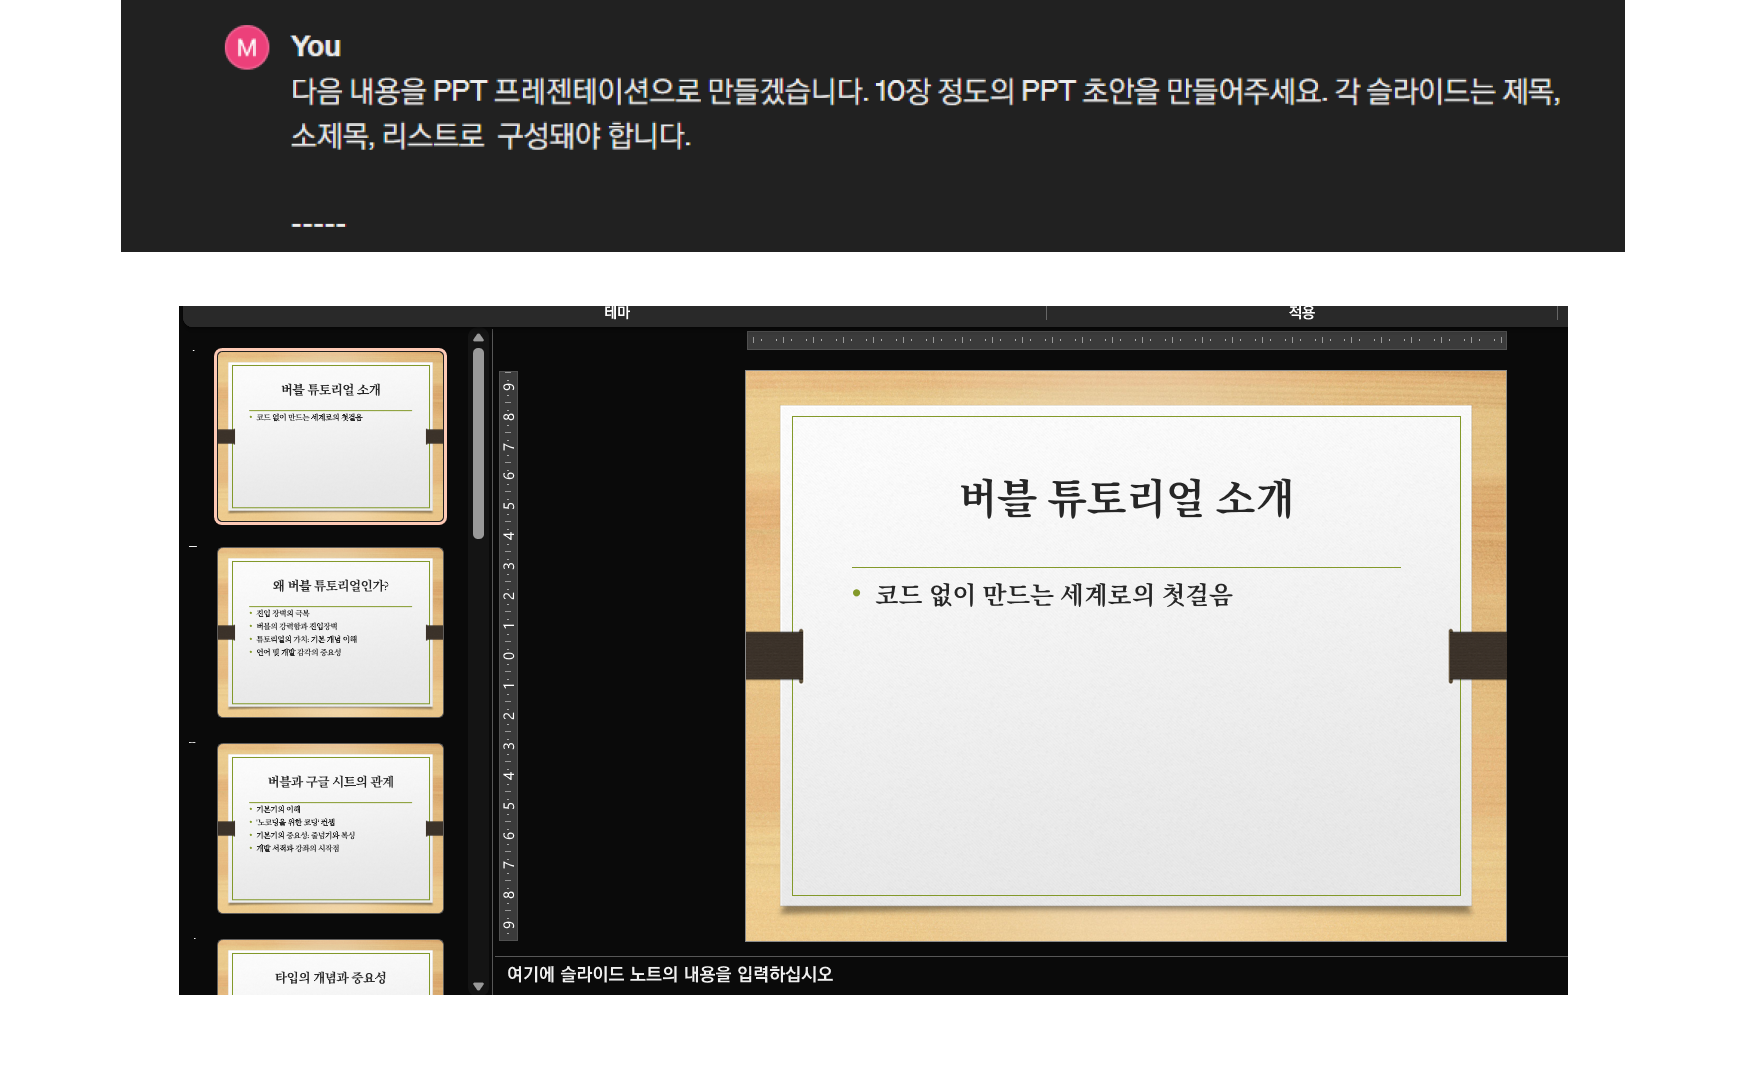 M
You
다음 내용을 PPT 프레젠테이션으로 만들겠습니다. 10장 정도의 PPT 초안을 만들어주세요. 각 슬라이드는 제목,
소제목, 리스트로 구성돼야 합니다.
-----
테마
적용
버블 튜토리얼 소개
• 코드 없이 만드는 세계로의 첫걸음
왜 버블 튜토리얼인가?
• 진입 장벽의 극복
• 버블의 강력함과 진입장벽
• 튜토리얼의 가치: 기본 개념 이해
• 언어 및 개발 감각의 중요성
버블과 구글 시트의 관계
• 기본기의 이해
• '노코딩을 위한 코딩' 컨셉
• 기본기의 중요성: 줄넘기와 복싱
• 개발 서적과 강좌의 시작점
타입의 개념과 중요성
9 8 7 6 5 4 3 2 1 0 1 2 3 4 5 6 7 8 9
버블 튜토리얼 소개
• 코드 없이 만드는 세계로의 첫걸음
여기에 슬라이드 노트의 내용을 입력하십시오